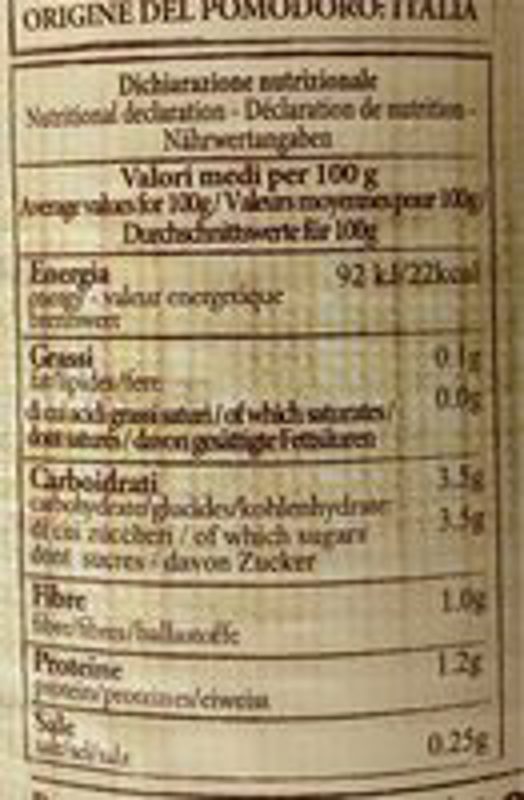 ORIGINE DEL POMODORO: ITALIA
Dichiarazione nutrizionale
Nutritional declaration - Déclaration de nutrition -
Nährwertangaben
Valori medi per 100 g
Average values for 100g / Valeurs moyennes pour 100g /
Durchschnittswerte für 100g
Energia 92 kJ/22kcal
energy - valeur energetique
brennwert
Grassi 0.1g
fat/lipides/fette
di cui acidi grassi saturi / of which saturates / 0.0g
dont saturés / davon gesättigte Fettsäuren
Carboidrati 3.5g
carbohydrate/glucides/kohlenhydrate
di cui zuccheri / of which sugars 3.5g
dont sucres - davon Zucker
Fibre 1.0g
fibre/fibres/ballastoffe
Proteine 1.2g
protein/proteines/eiweiss
Sale
salt/sel/salz 0.25g